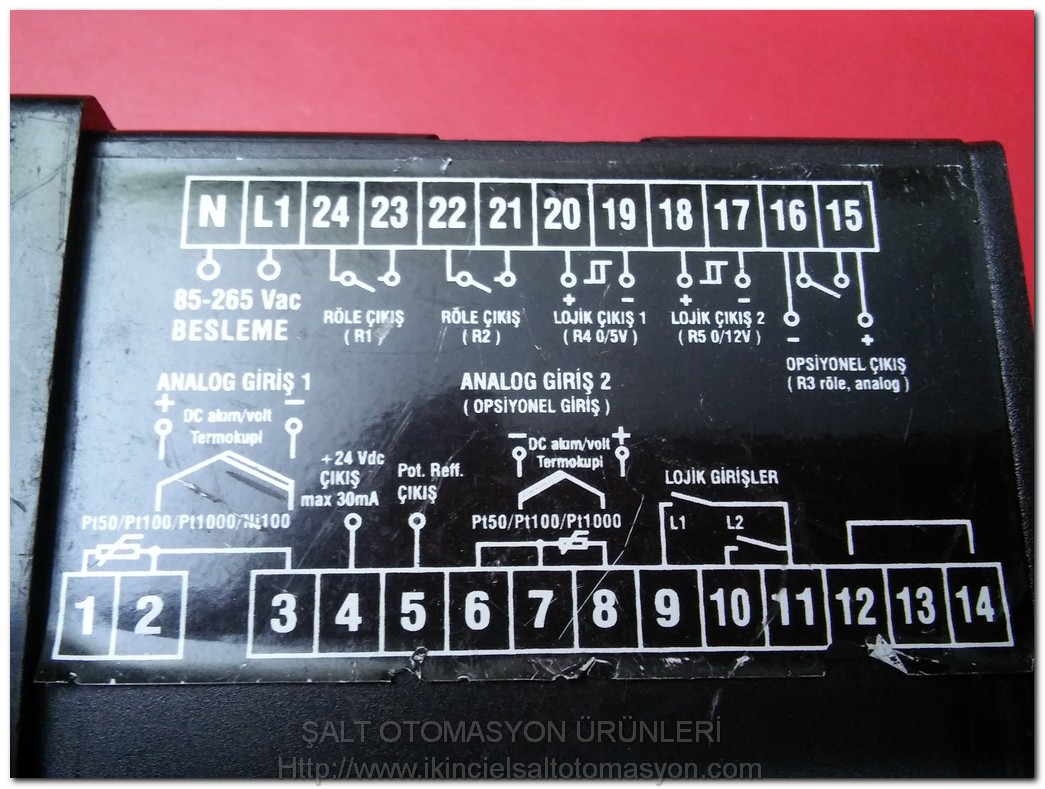 N L1 24 23 22 21 20 19 18 17 16 15
85-265 Vac
BESLEME
RÖLE ÇIKIŞ
( R1 )
RÖLE ÇIKIŞ
( R2 )
+ −
LOJİK ÇIKIŞ 1
( R4 0/5V )
+ −
LOJİK ÇIKIŞ 2
( R5 0/12V )
− +
OPSİYONEL ÇIKIŞ
( R3 röle, analog )
ANALOG GİRİŞ 1
+ −
DC akım/volt
Termokupl
Pt50/Pt100/Pt1000/Ni100
+24 Vdc
ÇIKIŞ
max 30mA
Pot. Reff.
ÇIKIŞ
ANALOG GİRİŞ 2
( OPSİYONEL GİRİŞ )
− DC akım/volt +
Termokupl
Pt50/Pt100/Pt1000
LOJİK GİRİŞLER
L1 L2
1 2 3 4 5 6 7 8 9 10 11 12 13 14
ŞALT OTOMASYON ÜRÜNLERİ
Http://www.ikincielsaltotomasyon.com